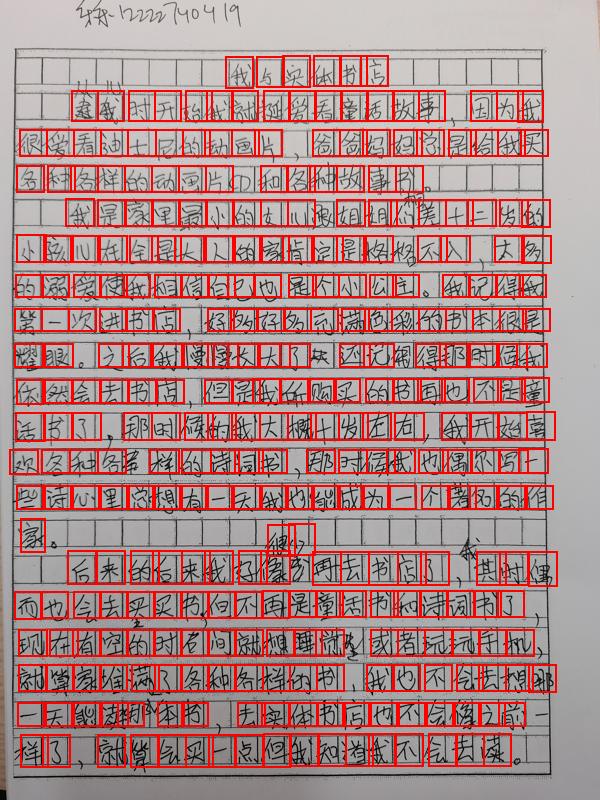 12222740419
我与实体书店
从小时开始我就挺爱看童话故事，因为我
很爱看迪士尼的动画片，爸爸妈妈总是给我买
各种各样的动画片CD和各种故事书。
我是家里最小的女儿跟姐姐们相差十二岁的
小孩儿在全是大人的家肯定是格格不入，太多
的溺爱使我相信自己也是个小公主。我记得我
第一次进书店，好多好多充满色彩的书本很是
耀眼。之后我慢慢长大了 还记得那时候我
依然会去书店，但是我所购买的书再也不是童
话书了，那时候的我大概十岁左右，我开始喜
欢各种各样的诗词书，那时候我也偶尔写一
些诗心里总想有一天我也能成为一个著名的作
家。
后来的后来我好像很少再去书店了，我其时偶
而也会去买买书，但不再是童话书和诗词书了，
现在有空的时间就想睡觉或者玩玩手机，
就算家堆满了各种各样的书，我也不会去想那
一天能读完那本书，去实体书店也不会像之前一
样了，就算会买一点但我知道我不会去读。